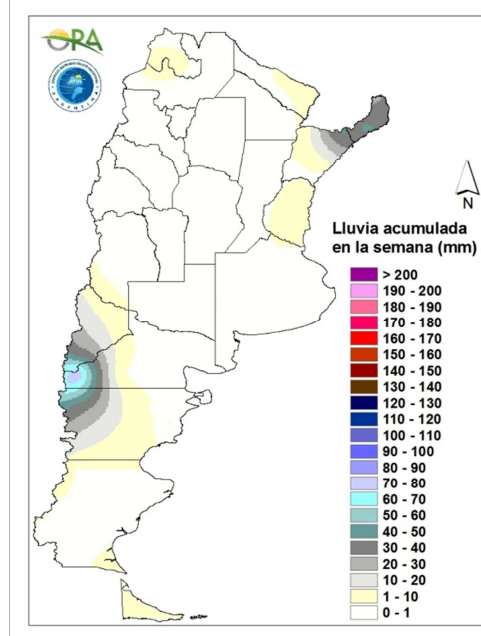 ORA
ARGENTINA
N
Lluvia acumulada
en la semana (mm)
> 200
190 - 200
180 - 190
170 - 180
160 - 170
150 - 160
140 - 150
130 - 140
120 - 130
110 - 120
100 - 110
90 - 100
80 - 90
70 - 80
60 - 70
50 - 60
40 - 50
30 - 40
20 - 30
10 - 20
1 - 10
0 - 1